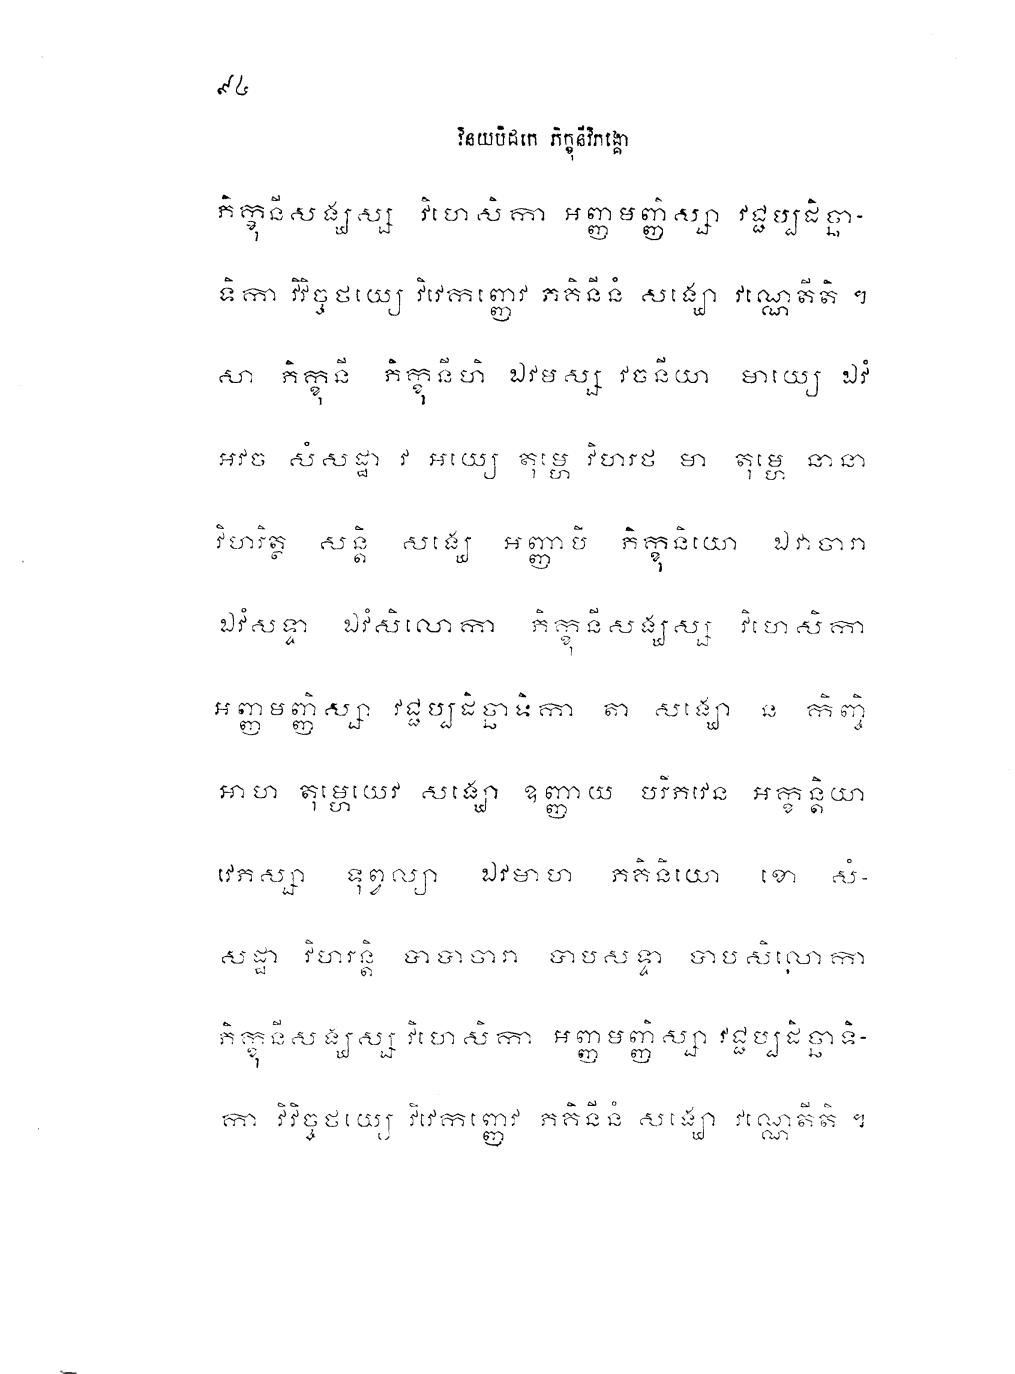 ៩៤
វិនយបិដកេ ភិក្ខុនីវិភង្គោ
ភិក្ខុនីសង្ឃស្ស វិហេសិកា អញ្ញមញ្ញិស្សា វជ្ជប្បដិច្ឆា-
ទិកា វិវិច្ចថយ្យេ វិវេកញ្ញេវ ភគិនីនំ សង្ឃោ វណ្ណេតីតិ ។
សា ភិក្ខុនី ភិក្ខុនីហិ ឯវមស្ស វចនីយា មាយ្យេ ឯវំ
អវច សំសដ្ឋា វ អយ្យេ តុម្ហេ វិហរថ មា តុម្ហេ នានា
វិហរិត្ថ សន្តិ សង្ឃេ អញ្ញាបិ ភិក្ខុនិយោ ឯវាចារា
ឯវំសទ្ទា ឯវំសិលោកា ភិក្ខុនីសង្ឃស្ស វិហេសិកា
អញ្ញមញ្ញិស្សា វជ្ជប្បដិច្ឆាទិកា តា សង្ឃោ ន កិញ្ចិ
អាហ តុម្ហេយេវ សង្ឃោ ឧញ្ញាយ បរិភវេន អក្ខន្តិយា
វេភស្សា ទុព្វល្យា ឯវមាហ ភគិនិយោ ខោ សំ-
សដ្ឋា វិហរន្តិ បាបាចារា បាបសទ្ទា បាបសិលោកា
ភិក្ខុនីសង្ឃស្ស វិហេសិកា អញ្ញមញ្ញិស្សា វជ្ជប្បដិច្ឆាទិ-
កា វិវិច្ចថយ្យេ វិវេកញ្ញេវ ភគិនីនំ សង្ឃោ វណ្ណេតីតិ ។